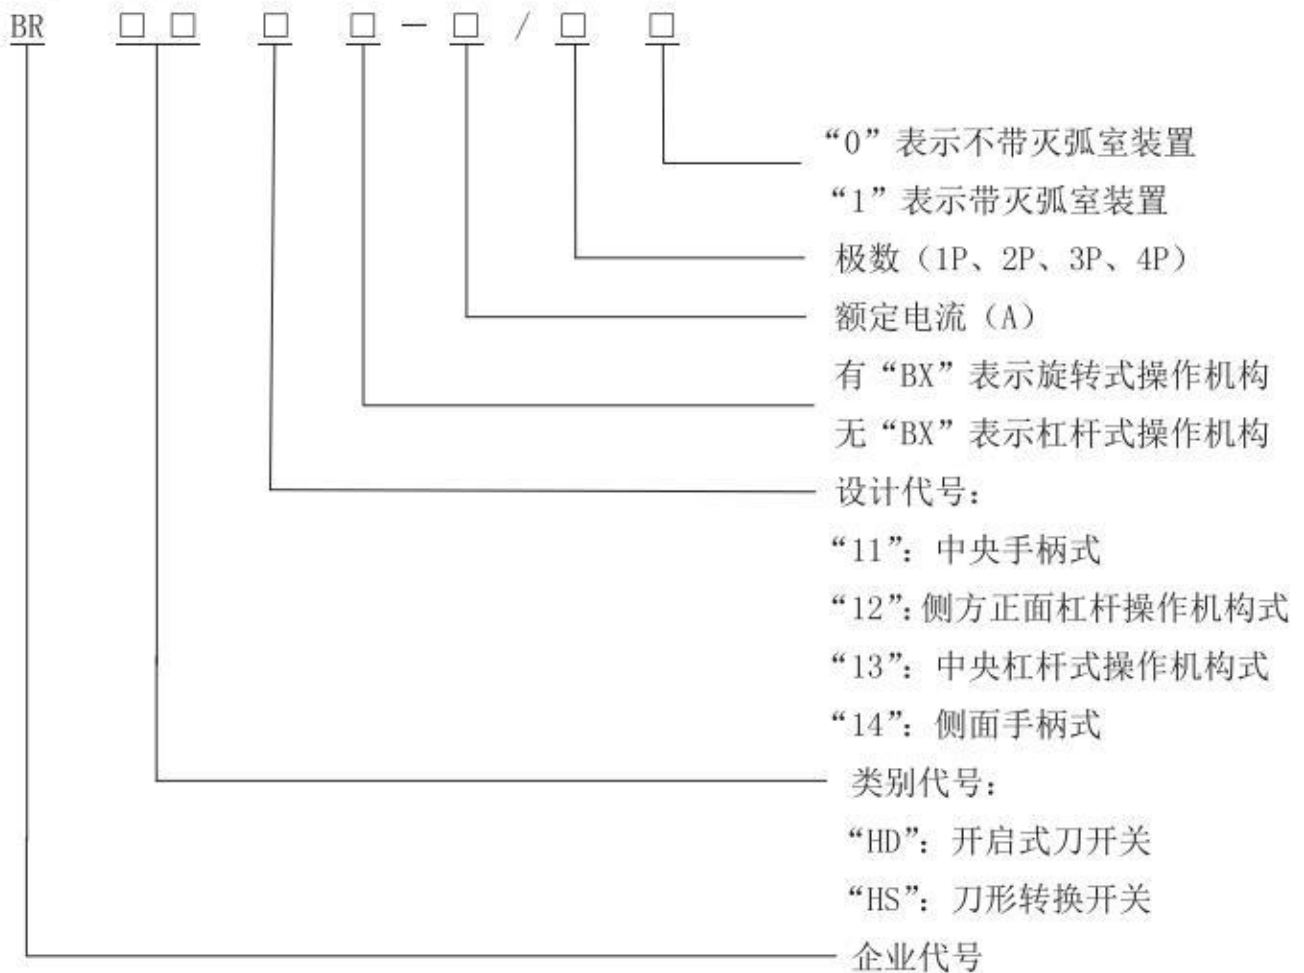 BR □□ □ □-□/□ □
“0”表示不带灭弧室装置
“1”表示带灭弧室装置
极数（1P、2P、3P、4P）
额定电流（A）
有“BX”表示旋转式操作机构
无“BX”表示杠杆式操作机构
设计代号：
“11”：中央手柄式
“12”：侧方正面杠杆操作机构式
“13”：中央杠杆式操作机构式
“14”：侧面手柄式
类别代号：
“HD”：开启式刀开关
“HS”：刀形转换开关
企业代号